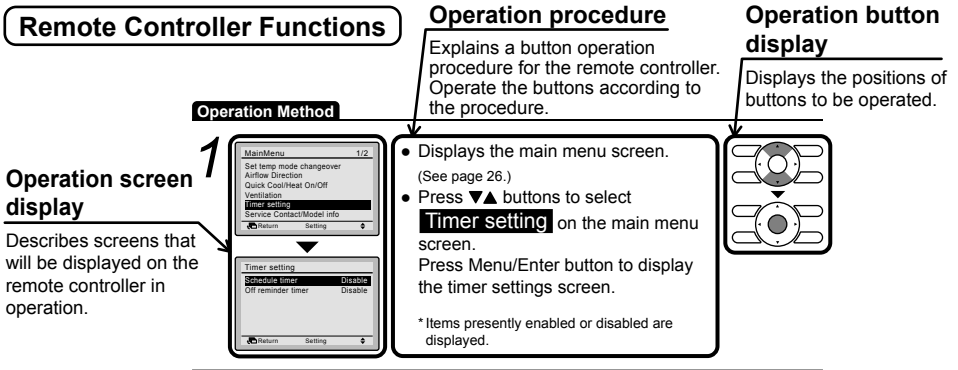 Remote Controller Functions
Operation procedure
Explains a button operation
procedure for the remote controller.
Operate the buttons according to
the procedure.
Operation button
display
Displays the positions of
buttons to be operated.
Operation Method
1
Operation screen
display
Describes screens that
will be displayed on the
remote controller in
operation.
MainMenu 1/2
Set temp mode changeover
Airflow Direction
Quick Cool/Heat On/Off
Ventilation
Timer setting
Service Contact/Model info
Return Setting
Timer setting
Schedule timer Disable
Off reminder timer Disable
Return Setting
● Displays the main menu screen.
(See page 26.)
● Press ▼▲ buttons to select
Timer setting on the main menu
screen.
Press Menu/Enter button to display
the timer settings screen.
* Items presently enabled or disabled are
displayed.